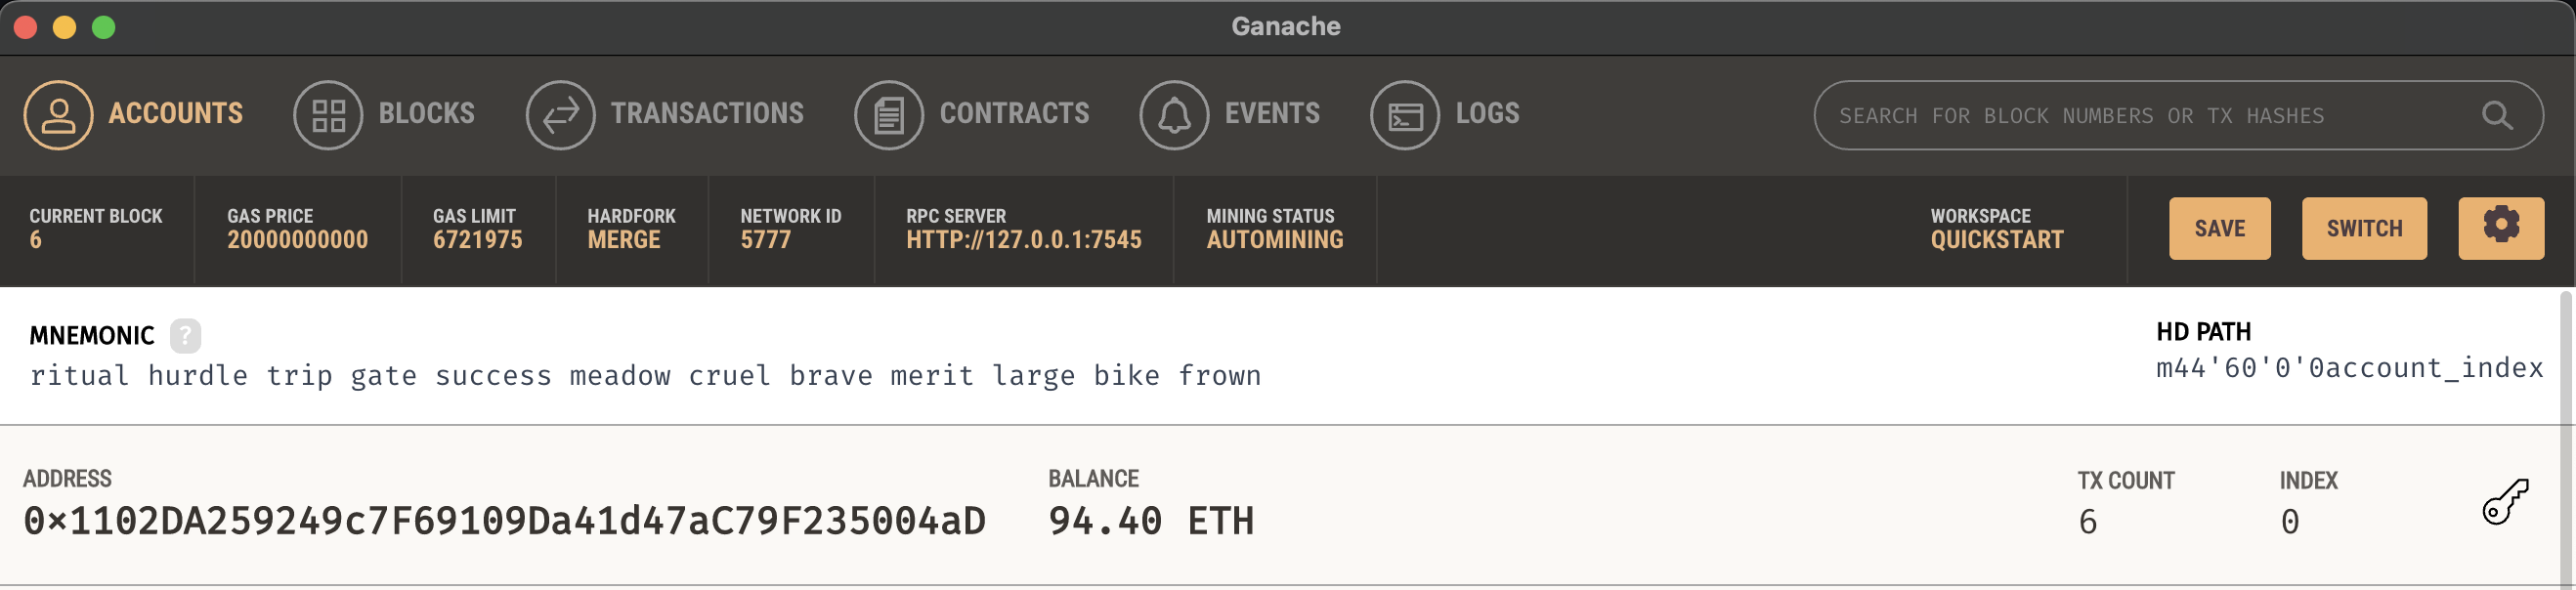 Ganache
ACCOUNTS BLOCKS TRANSACTIONS CONTRACTS EVENTS LOGS SEARCH FOR BLOCK NUMBERS OR TX HASHES
CURRENT BLOCK GAS PRICE GAS LIMIT HARDFORK NETWORK ID RPC SERVER MINING STATUS WORKSPACE
6 20000000000 6721975 MERGE 5777 HTTP://127.0.0.1:7545 AUTOMINING QUICKSTART SAVE SWITCH
MNEMONIC ? HD PATH
ritual hurdle trip gate success meadow cruel brave merit large bike frown m44'60'0'0account_index
ADDRESS BALANCE TX COUNT INDEX
0×1102DA259249c7F69109Da41d47aC79F235004aD 94.40 ETH 6 0